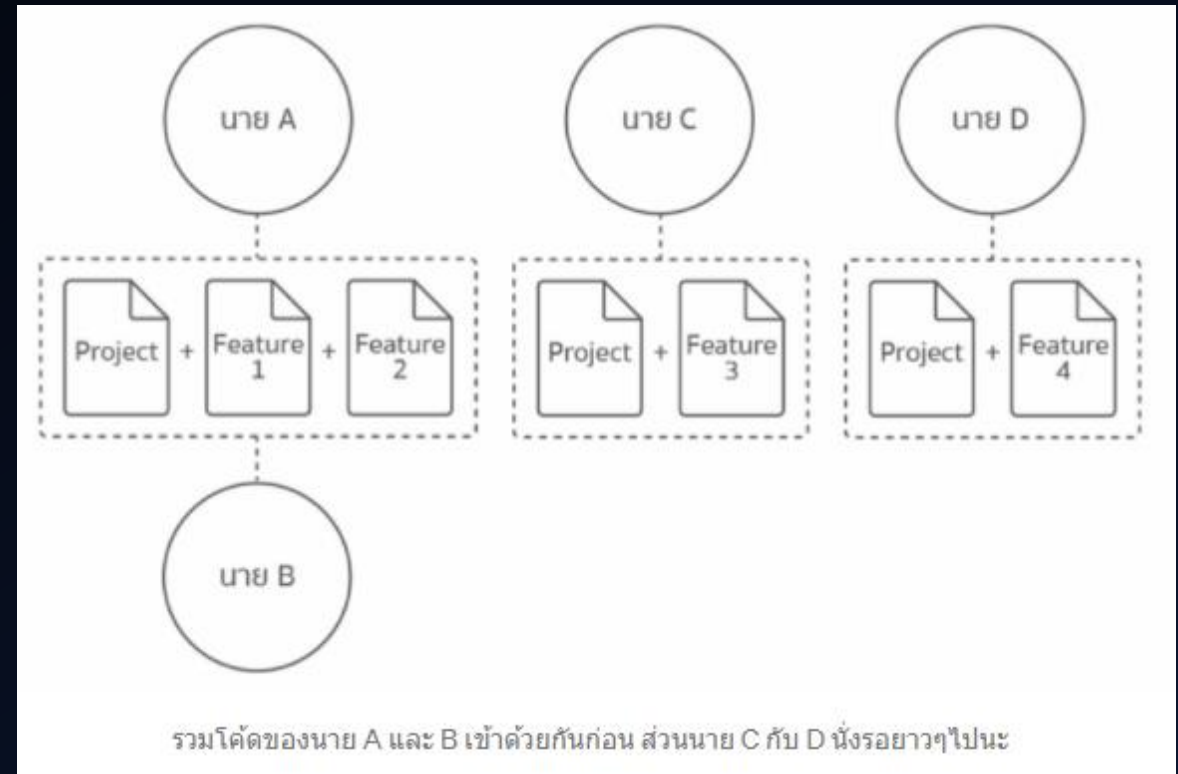 นาย A
นาย C
นาย D
Project + Feature 1 + Feature 2
Project + Feature 3
Project + Feature 4
นาย B
รวมโค้ดของนาย A และ B เข้าด้วยกันก่อน ส่วนนาย C กับ D นั่งรอยาวๆไปนะ